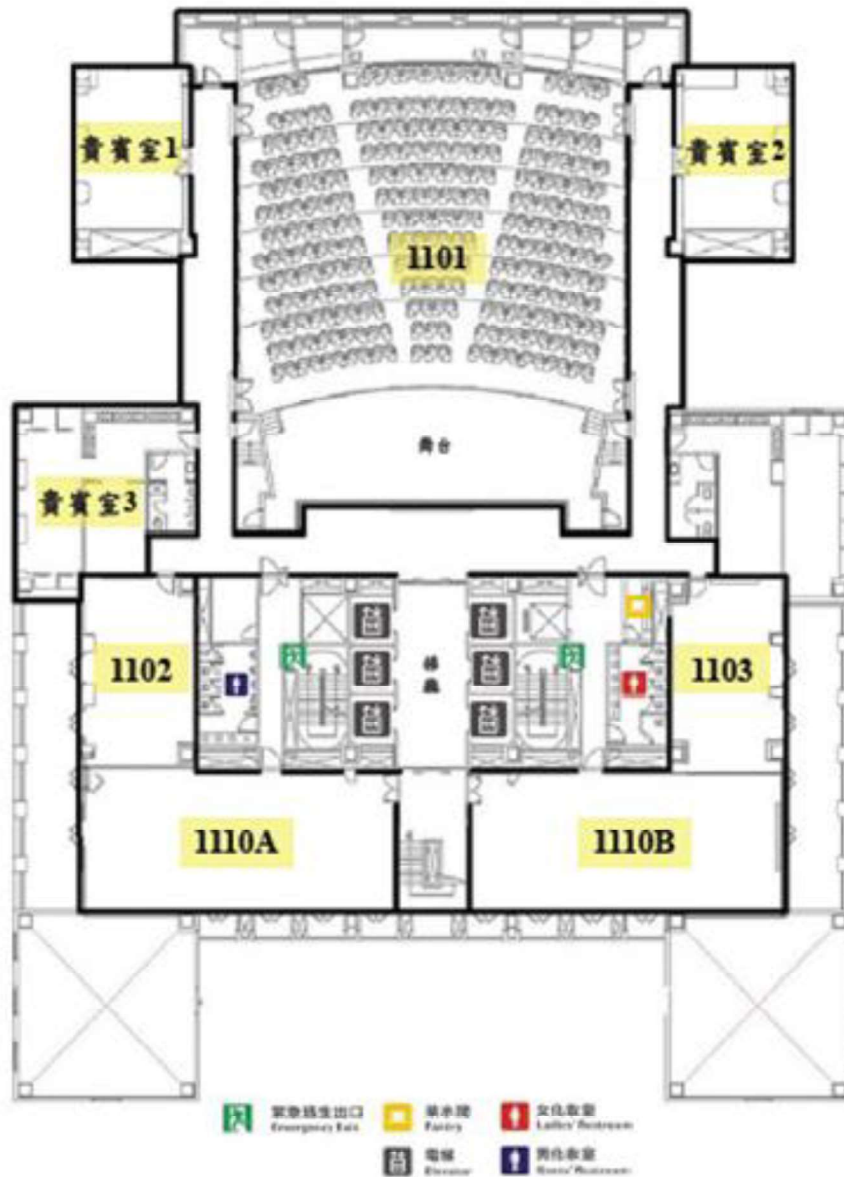 貴賓室1
貴賓室2
1101
舞台
貴賓室3
1102
梯廳
1103
1110A
1110B
緊急逃生出口
Emergency Exit
茶水間
Pantry
女化妝室
Ladies' Restroom
電梯
Elevator
男化妝室
Mens' Restroom